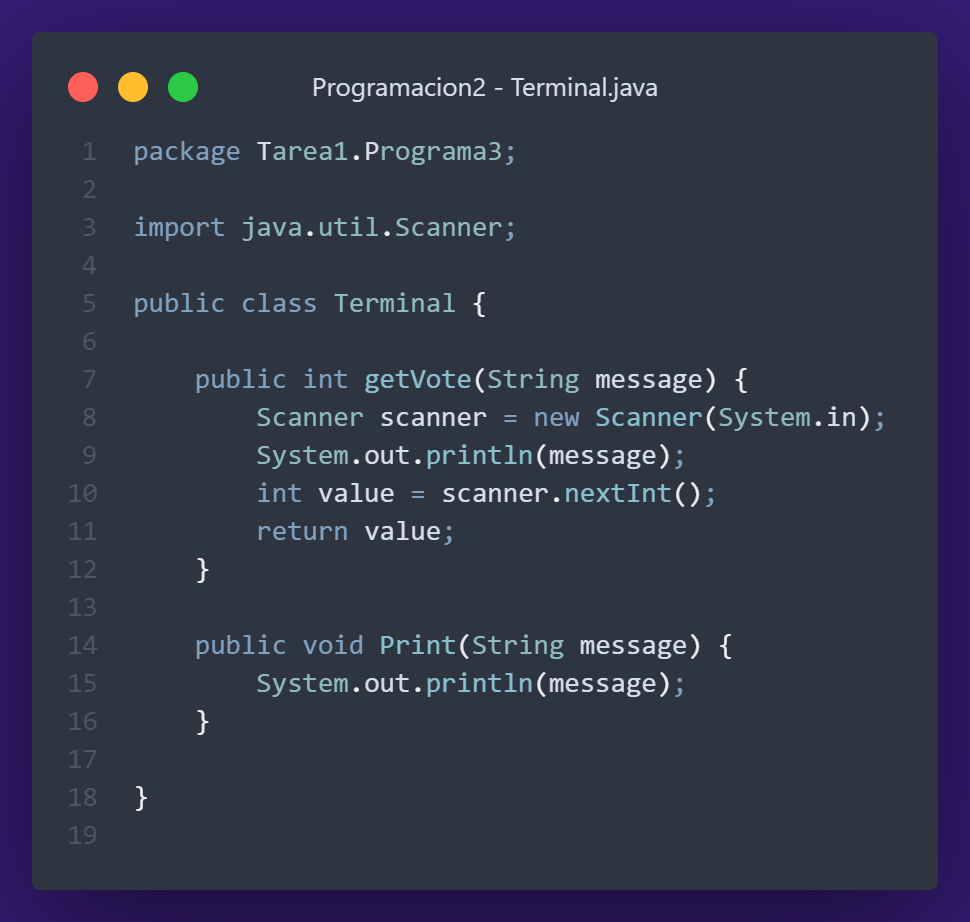 Programacion2 - Terminal.java
1 package Tarea1.Programa3;
2
3 import java.util.Scanner;
4
5 public class Terminal {
6
7     public int getVote(String message) {
8         Scanner scanner = new Scanner(System.in);
9         System.out.println(message);
10         int value = scanner.nextInt();
11         return value;
12     }
13
14     public void Print(String message) {
15         System.out.println(message);
16     }
17
18 }
19